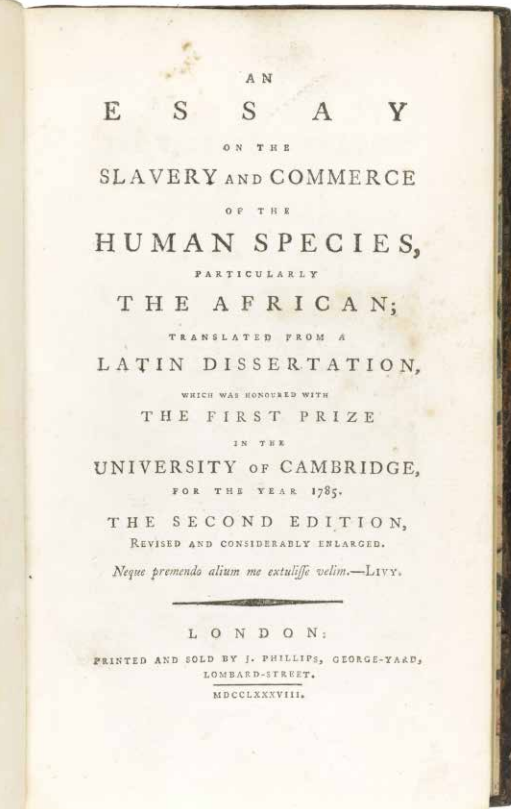 AN
ESSAY
ON THE
SLAVERY AND COMMERCE
OF THE
HUMAN SPECIES,
PARTICULARLY
THE AFRICAN;
TRANSLATED FROM A
LATIN DISSERTATION,
WHICH WAS HONOURED WITH
THE FIRST PRIZE
IN THE
UNIVERSITY OF CAMBRIDGE,
FOR THE YEAR 1785.
THE SECOND EDITION,
REVISED AND CONSIDERABLY ENLARGED.
Neque premendo alium me extuliſſe velim.—LIVY.
LONDON:
PRINTED AND SOLD BY J. PHILLIPS, GEORGE-YARD,
LOMBARD-STREET.
MDCCLXXXVIII.